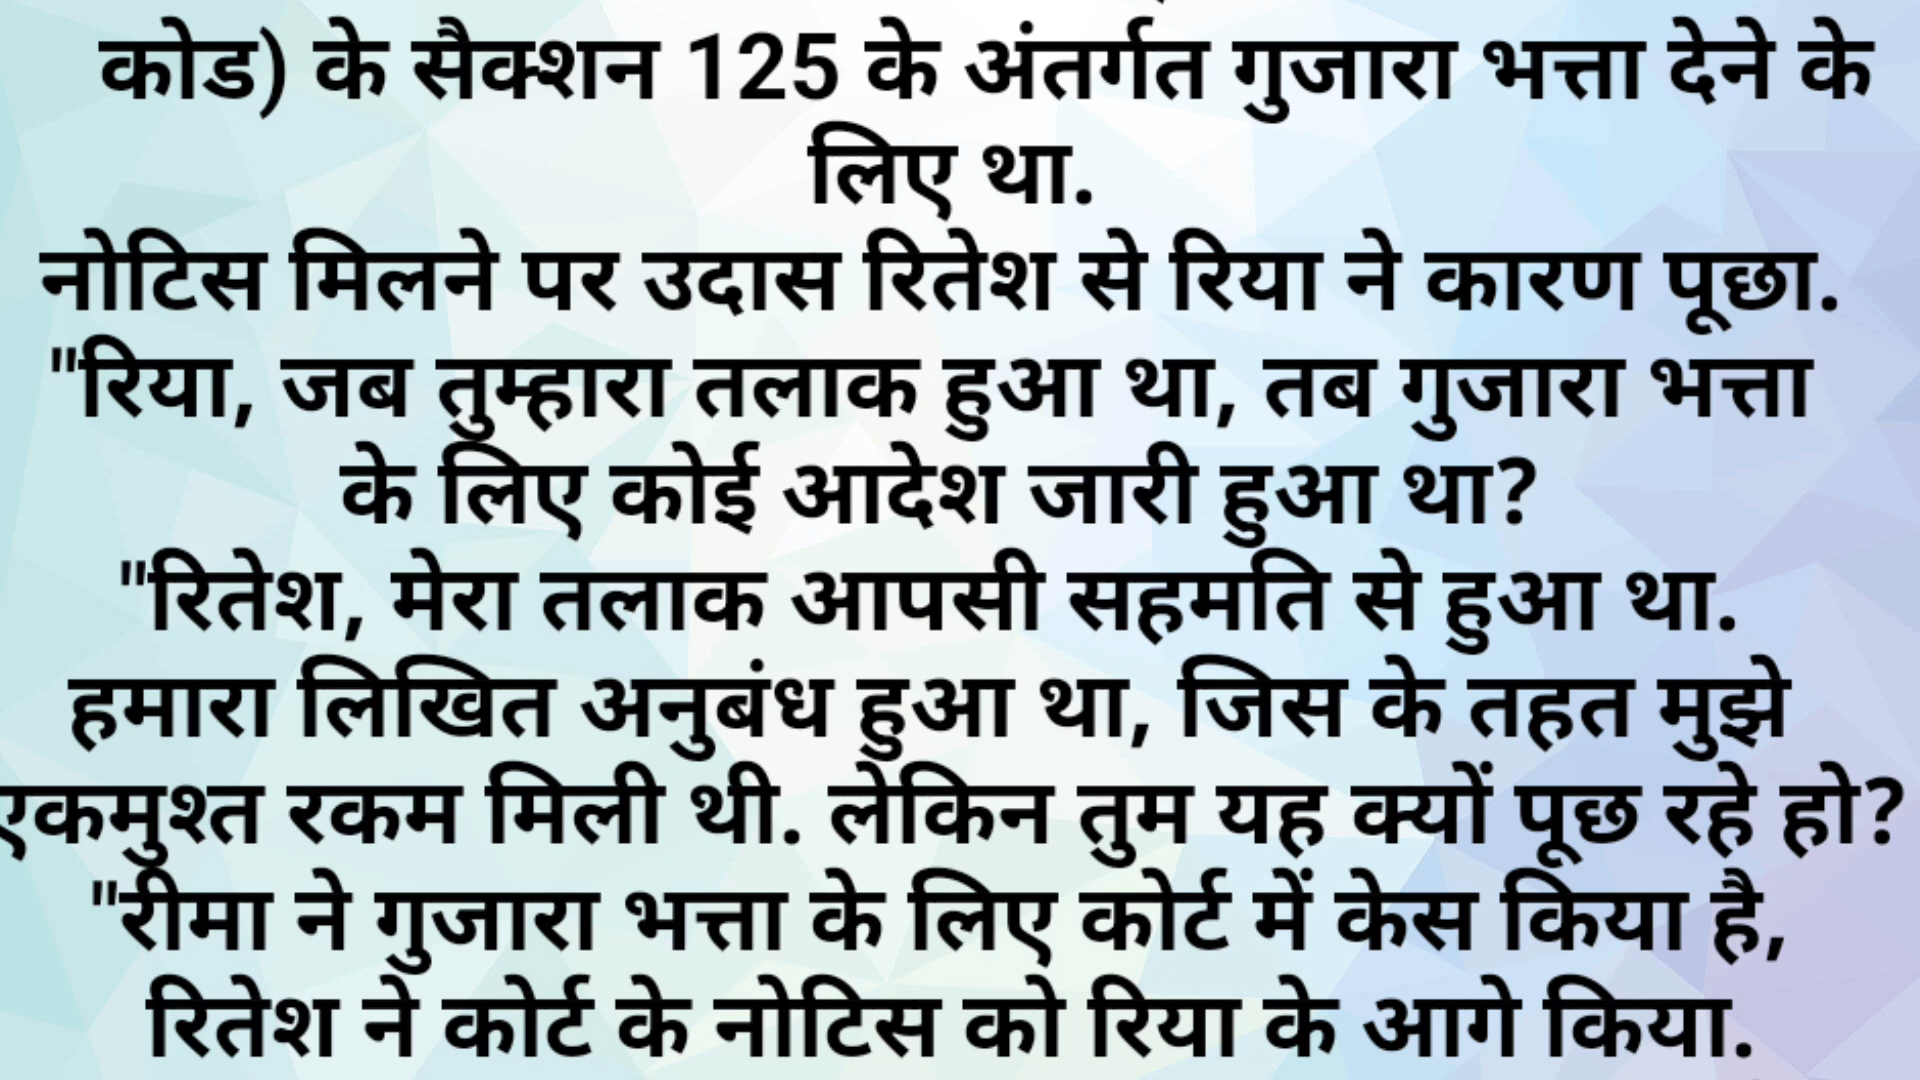 कोड) के सैक्शन 125 के अंतर्गत गुजारा भत्ता देने के
लिए था.
नोटिस मिलने पर उदास रितेश से रिया ने कारण पूछा.
"रिया, जब तुम्हारा तलाक हुआ था, तब गुजारा भत्ता
के लिए कोई आदेश जारी हुआ था?
"रितेश, मेरा तलाक आपसी सहमति से हुआ था.
हमारा लिखित अनुबंध हुआ था, जिस के तहत मुझे
एकमुश्त रकम मिली थी. लेकिन तुम यह क्यों पूछ रहे हो?
"रीमा ने गुजारा भत्ता के लिए कोर्ट में केस किया है,
रितेश ने कोर्ट के नोटिस को रिया के आगे किया.